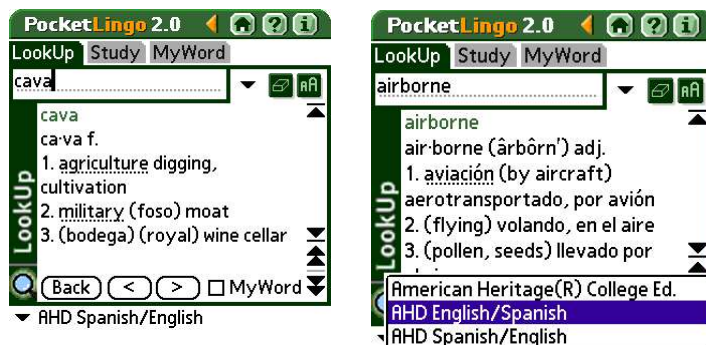 PocketLingo 2.0
LookUp Study MyWord
cava
cava
ca·va f.
1. agriculture digging,
cultivation
2. military (foso) moat
3. (bodega) (royal) wine cellar
LookUp
Back < > MyWord
AHD Spanish/English
PocketLingo 2.0
LookUp Study MyWord
airborne
airborne
air·borne (ârbôrn') adj.
1. aviación (by aircraft)
aerotransportado, por avión
2. (flying) volando, en el aire
3. (pollen, seeds) llevado por
LookUp
American Heritage(R) College Ed.
AHD English/Spanish
AHD Spanish/English